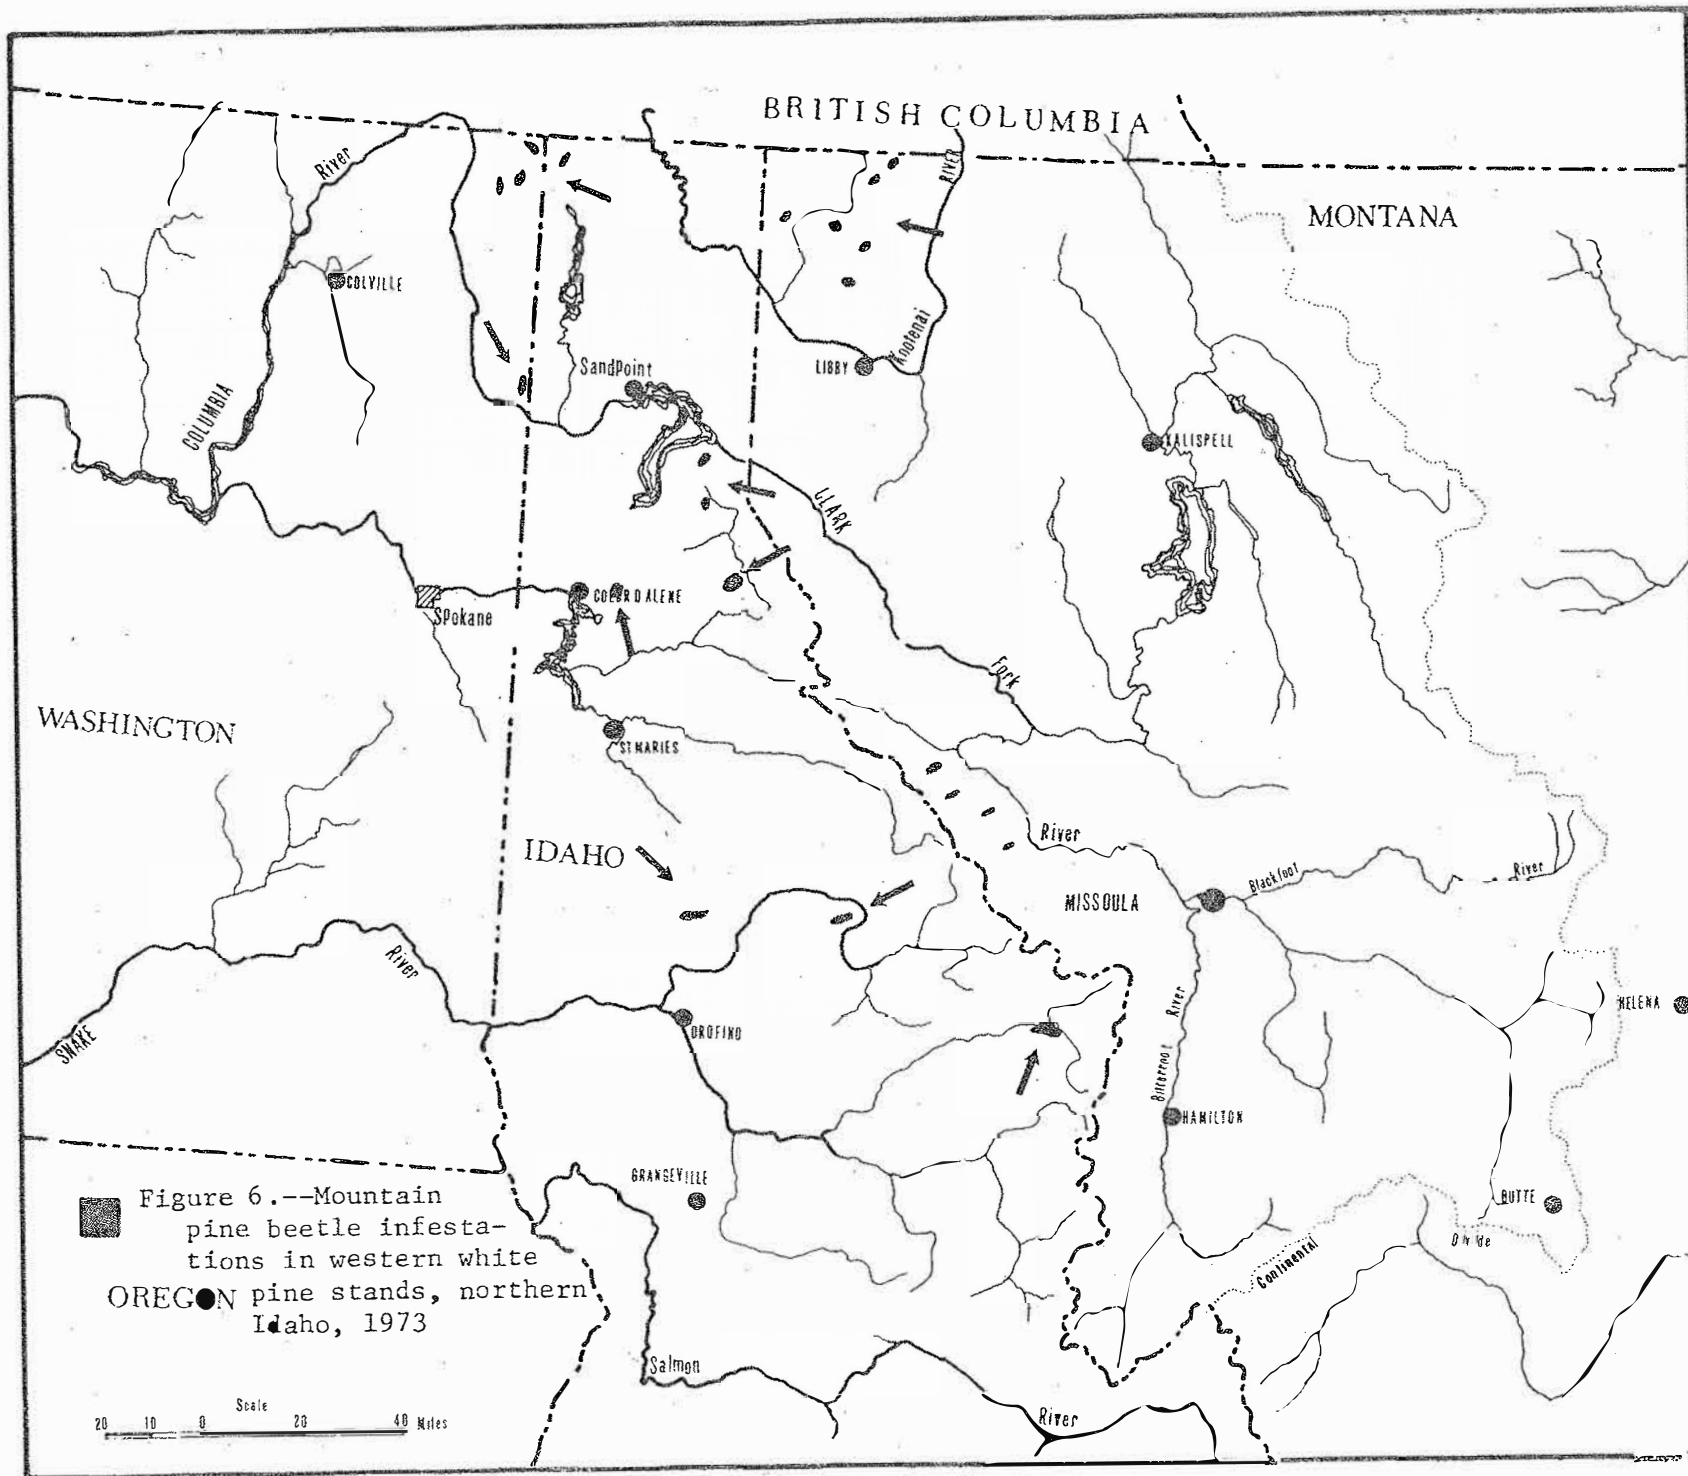 BRITISH COLUMBIA
MONTANA
River
RIVER
COLVILLE
COLUMBIA
SandPoint
LIBBY
Kootenai
KALISPELL
CLARK
Spokane
COEUR D ALENE
Fork
WASHINGTON
ST MARIES
IDAHO
River
MISSOULA
Blackfoot
River
River
SNAKE
OROFINO
River
HELENA
Bitterroot
HAMILTON
GRANGEVILLE
BUTTE
Divide
Continental
Figure 6.--Mountain
pine beetle infesta-
tions in western white
OREGON pine stands, northern
Idaho, 1973
Salmon
River
Scale
20 10 0 20 40 Miles